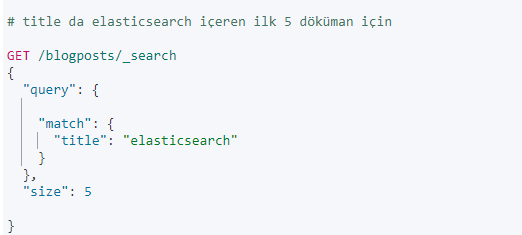 # title da elasticsearch içeren ilk 5 döküman için
GET /blogposts/_search
{
  "query": {
    "match": {
      "title": "elasticsearch"
    }
  },
  "size": 5
}